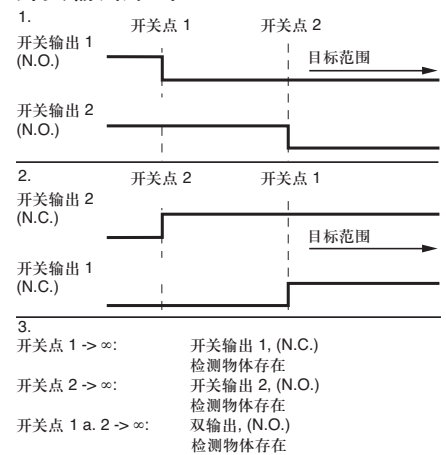 1.
开关点 1 开关点 2
开关输出 1
(N.O.)
目标范围
开关输出 2
(N.O.)
2.
开关点 2 开关点 1
开关输出 2
(N.C.)
目标范围
开关输出 1
(N.C.)
3.
开关点 1 -> ∞: 开关输出 1, (N.C.)
检测物体存在
开关点 2 -> ∞: 开关输出 2, (N.O.)
检测物体存在
开关点 1 a. 2 -> ∞: 双输出, (N.O.)
检测物体存在